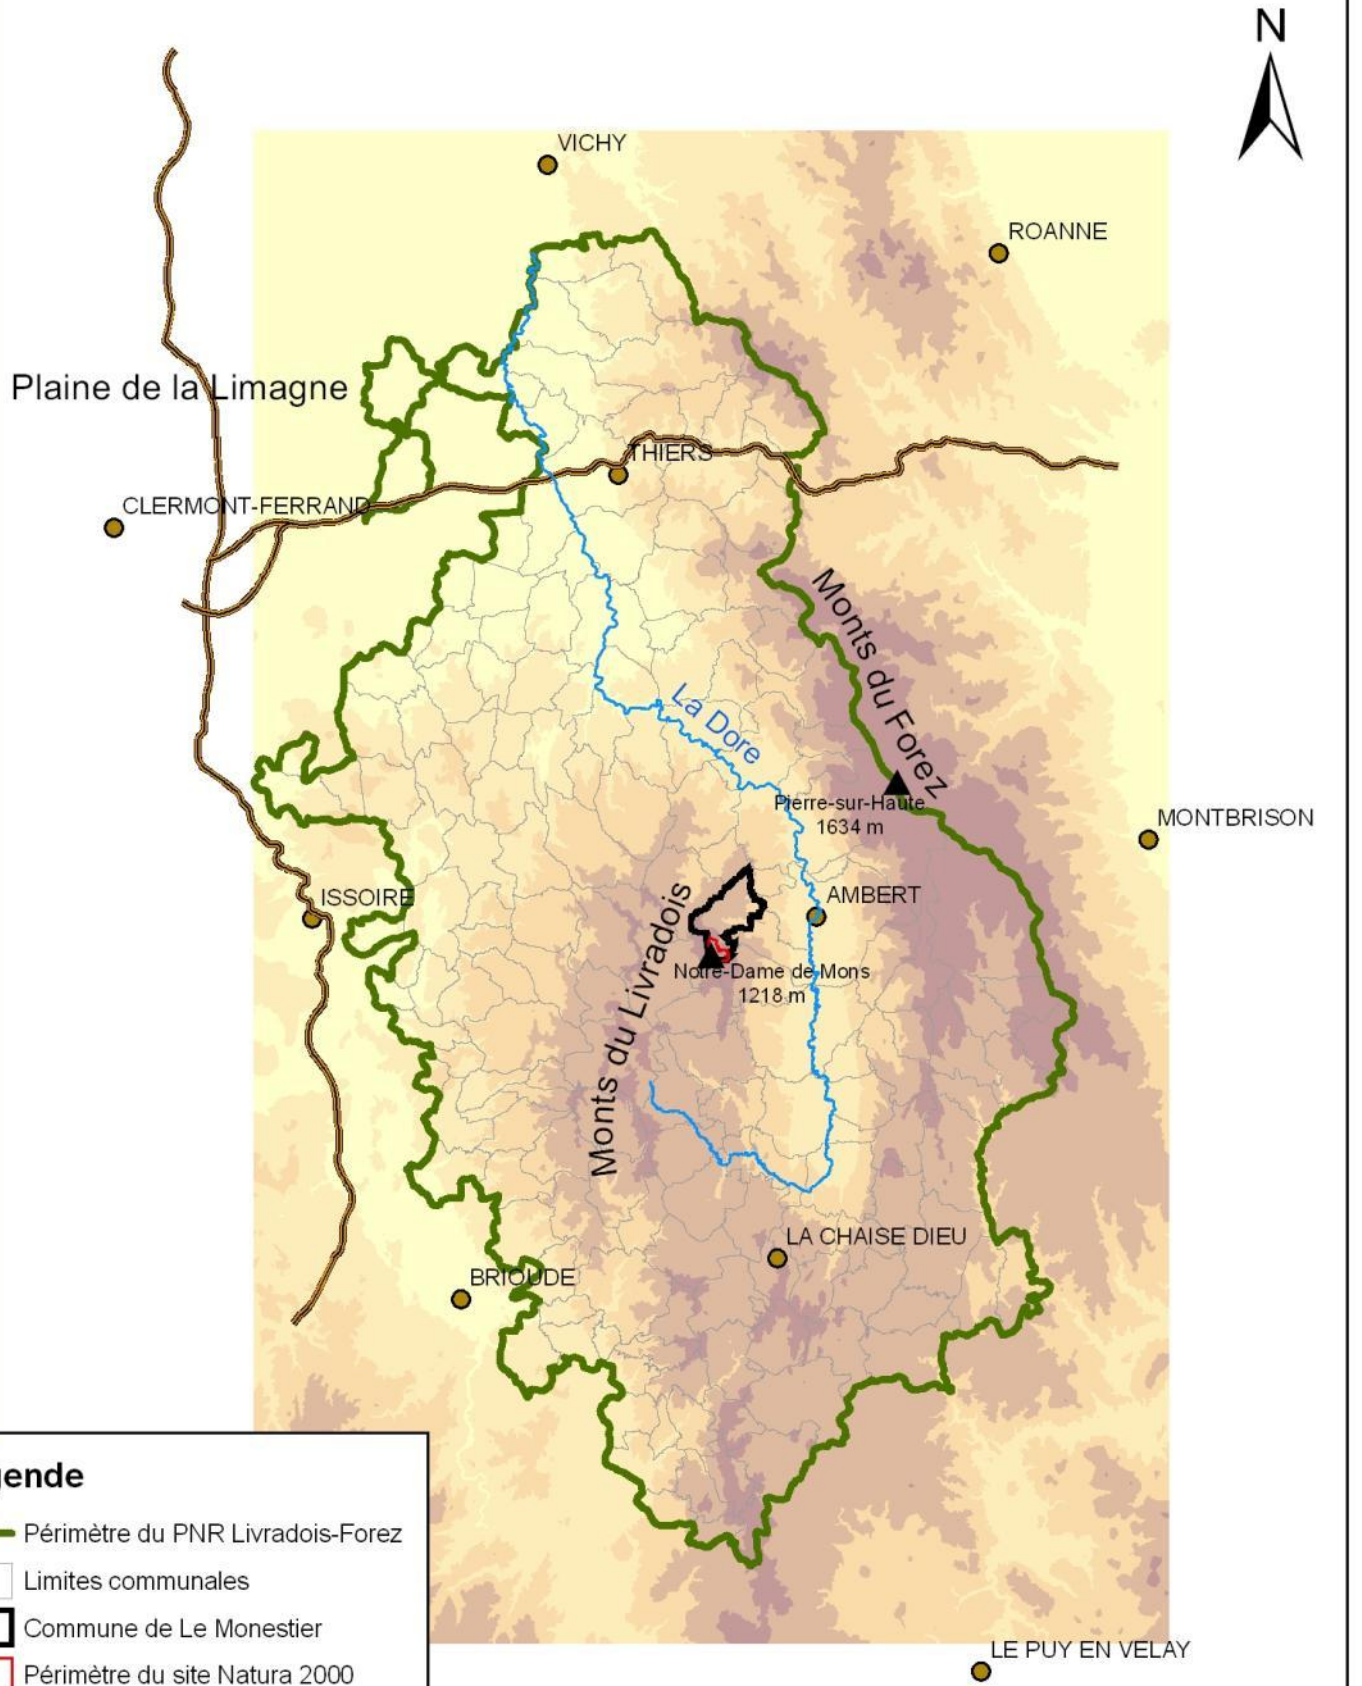 N
VICHY
ROANNE
Plaine de la Limagne
THIERS
CLERMONT-FERRAND
Monts du Forez
La Dore
Pierre-sur-Haute
1634 m
MONTBRISON
ISSOIRE
AMBERT
Monts du Livradois
Notre-Dame de Mons
1218 m
LA CHAISE DIEU
BRIOUDE
gende
Périmètre du PNR Livradois-Forez
Limites communales
Commune de Le Monestier
Périmètre du site Natura 2000
LE PUY EN VELAY